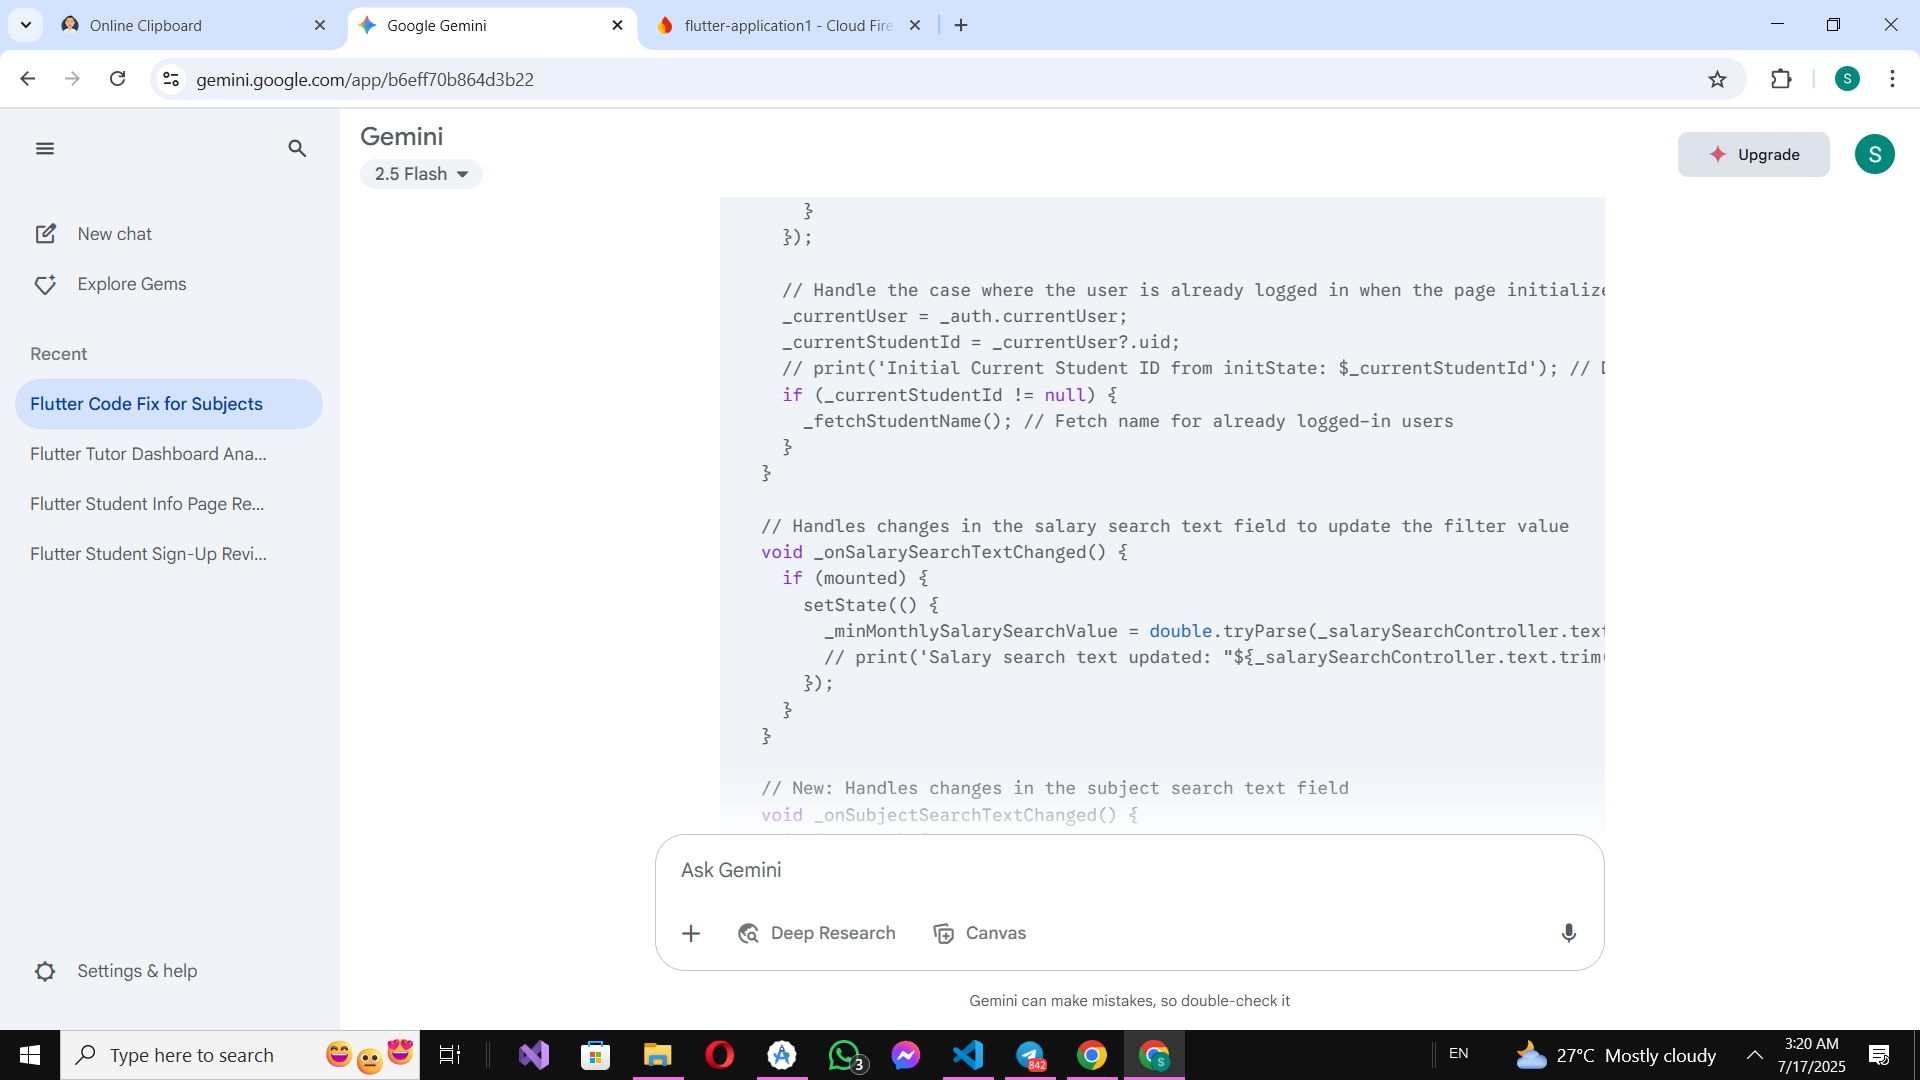 Online Clipboard
Google Gemini
flutter-application1 - Cloud Fire
gemini.google.com/app/b6eff70b864d3b22
S
Gemini
2.5 Flash
Upgrade
S
New chat
Explore Gems
Recent
Flutter Code Fix for Subjects
Flutter Tutor Dashboard Ana...
Flutter Student Info Page Re...
Flutter Student Sign-Up Revi...
Settings & help
}
});
// Handle the case where the user is already logged in when the page initialize
_currentUser = _auth.currentUser;
_currentStudentId = _currentUser?.uid;
// print('Initial Current Student ID from initState: $_currentStudentId'); // D
if (_currentStudentId != null) {
_fetchStudentName(); // Fetch name for already logged-in users
}
}
// Handles changes in the salary search text field to update the filter value
void _onSalarySearchTextChanged() {
if (mounted) {
setState(() {
_minMonthlySalarySearchValue = double.tryParse(_salarySearchController.text
// print('Salary search text updated: "${_salarySearchController.text.trim(
});
}
}
// New: Handles changes in the subject search text field
void _onSubjectSearchTextChanged() {
Ask Gemini
Deep Research
Canvas
Gemini can make mistakes, so double-check it
Type here to search
3
842
S
EN
27°C Mostly cloudy
3:20 AM
7/17/2025